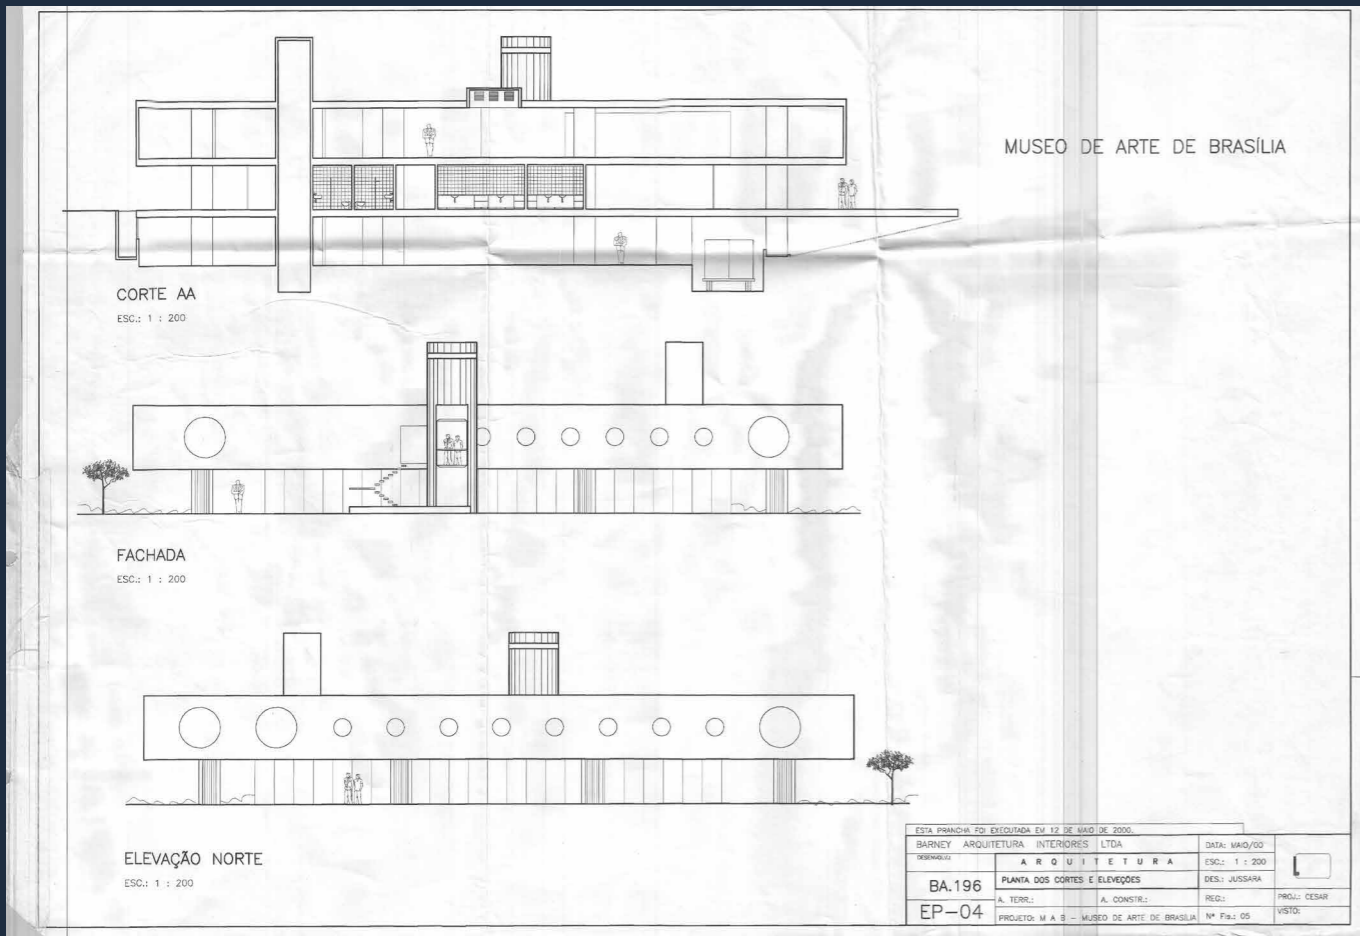 MUSEO DE ARTE DE BRASÍLIA
CORTE AA
ESC.: 1 : 200
FACHADA
ESC.: 1 : 200
ELEVAÇÃO NORTE
ESC.: 1 : 200
ESTA PRANCHA FOI EXECUTADA EM 12 DE MAIO DE 2000.
BARNEY ARQUITETURA INTERIORES LTDA
DATA: MAIO/00
ARQUITETURA
ESC.: 1 : 200
BA.196
PLANTA DOS CORTES E ELEVEÇÕES
DES.: JUSSARA
A. TERR.:
A. CONSTR.:
REG.:
PROJ.: CESAR
EP-04
PROJETO: M A B - MUSEO DE ARTE DE BRASÍLIA
Nº Fls.: 05
VISTO: